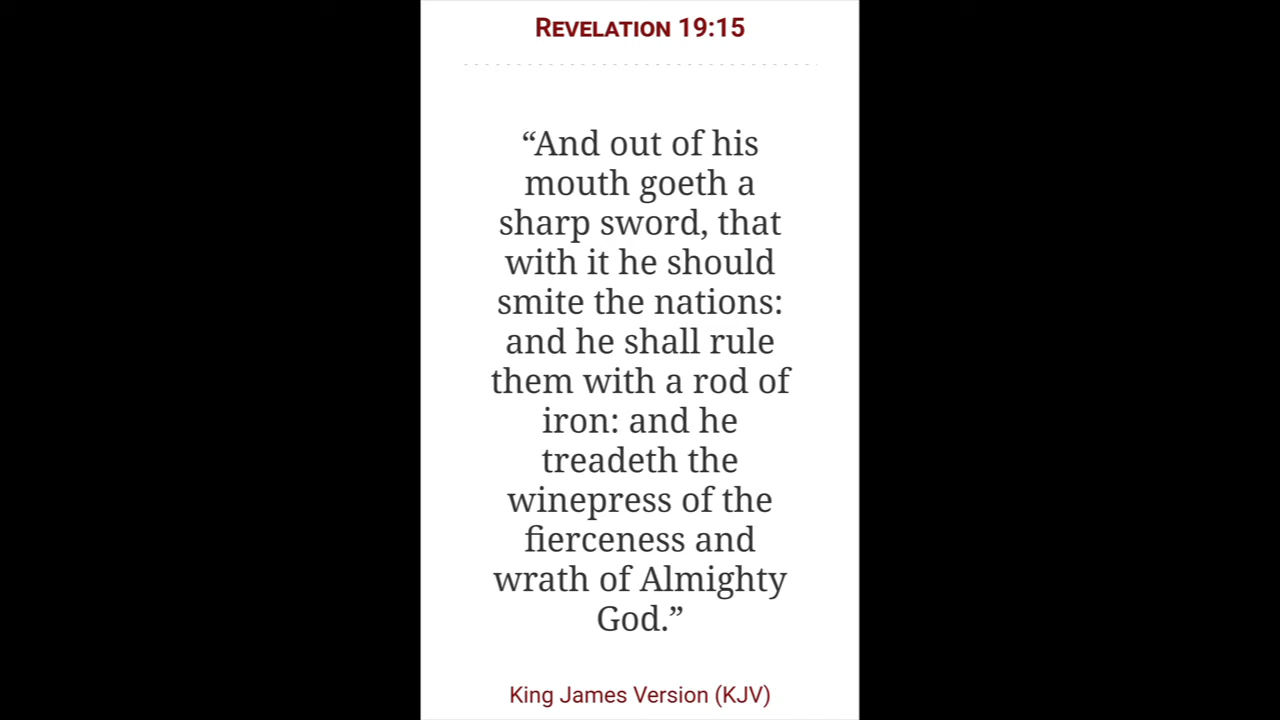 REVELATION 19:15
“And out of his
mouth goeth a
sharp sword, that
with it he should
smite the nations:
and he shall rule
them with a rod of
iron: and he
treadeth the
winepress of the
fierceness and
wrath of Almighty
God.”
King James Version (KJV)